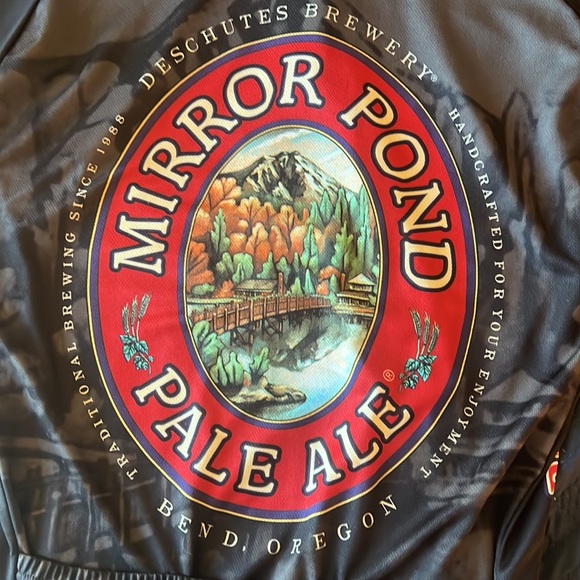 DESCHUTES BREWERY®
TRADITIONAL BREWING SINCE 1988
HANDCRAFTED FOR YOUR ENJOYMENT
MIRROR POND
PALE ALE®
BEND, OREGON